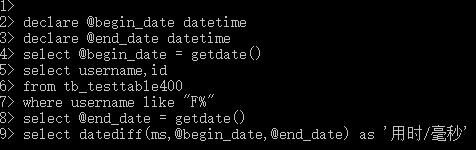 1>
2> declare @begin_date datetime
3> declare @end_date datetime
4> select @begin_date = getdate()
5> select username,id
6> from tb_testtable400
7> where username like "F%"
8> select @end_date = getdate()
9> select datediff(ms,@begin_date,@end_date) as '用时/毫秒'